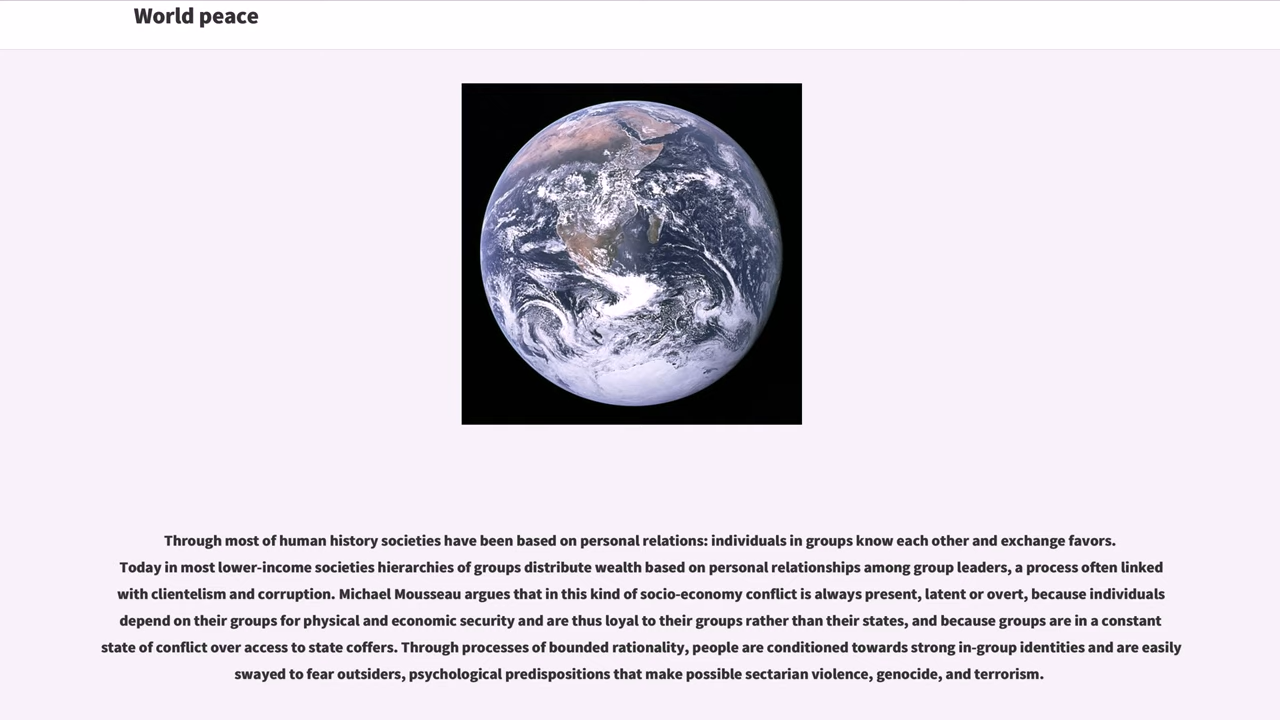 World peace
Through most of human history societies have been based on personal relations: individuals in groups know each other and exchange favors.
Today in most lower-income societies hierarchies of groups distribute wealth based on personal relationships among group leaders, a process often linked
with clientelism and corruption. Michael Mousseau argues that in this kind of socio-economy conflict is always present, latent or overt, because individuals
depend on their groups for physical and economic security and are thus loyal to their groups rather than their states, and because groups are in a constant
state of conflict over access to state coffers. Through processes of bounded rationality, people are conditioned towards strong in-group identities and are easily
swayed to fear outsiders, psychological predispositions that make possible sectarian violence, genocide, and terrorism.